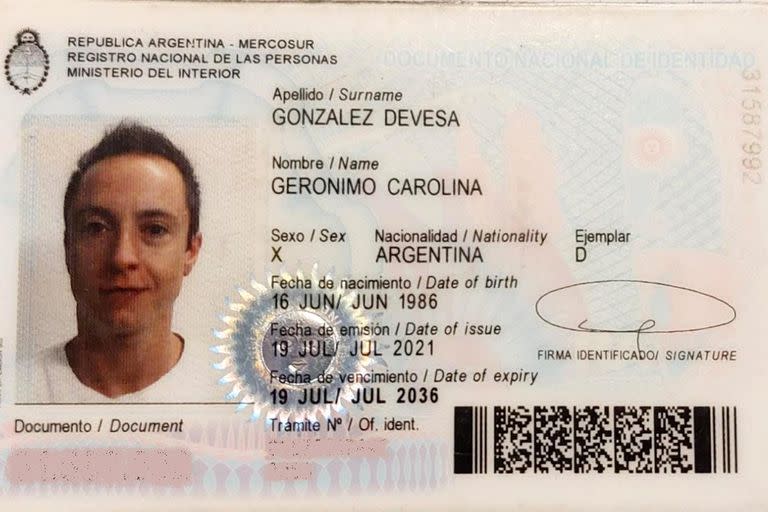 REPUBLICA ARGENTINA - MERCOSUR
REGISTRO NACIONAL DE LAS PERSONAS
MINISTERIO DEL INTERIOR
DOCUMENTO NACIONAL DE IDENTIDAD
31587992
Apellido / Surname
GONZALEZ DEVESA
Nombre / Name
GERONIMO CAROLINA
Sexo / Sex Nacionalidad / Nationality Ejemplar
X ARGENTINA D
Fecha de nacimiento / Date of birth
16 JUN/ JUN 1986
Fecha de emisión / Date of issue
19 JUL/ JUL 2021
FIRMA IDENTIFICADO/ SIGNATURE
Fecha de vencimiento / Date of expiry
19 JUL/ JUL 2036
Documento / Document
Trámite Nº / Of. ident.